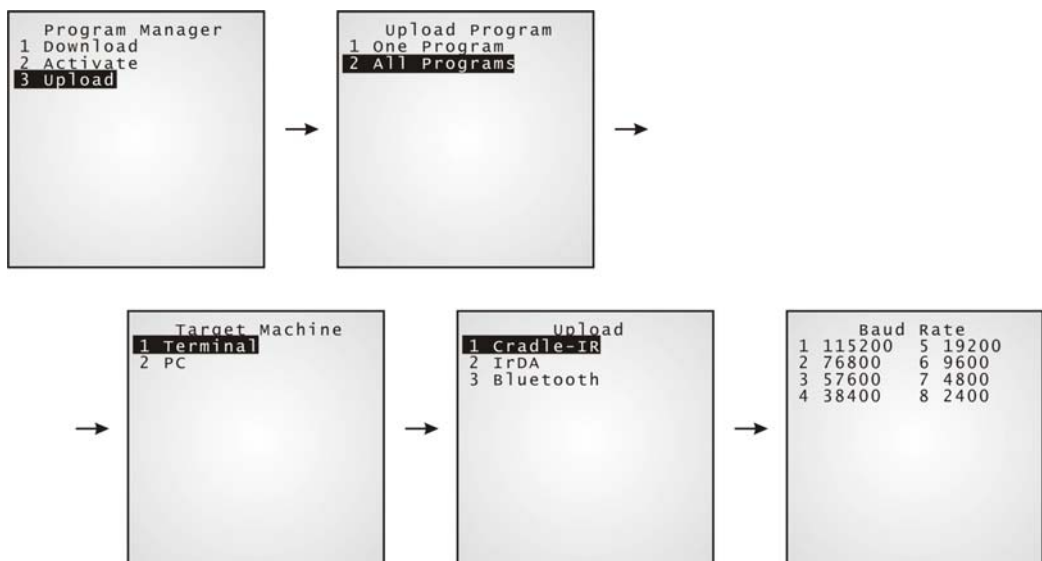 Program Manager
1 Download
2 Activate
3 Upload
Upload Program
1 One Program
2 All Programs
Target Machine
1 Terminal
2 PC
Upload
1 Cradle-IR
2 IrDA
3 Bluetooth
Baud Rate
1 115200 5 19200
2 76800 6 9600
3 57600 7 4800
4 38400 8 2400